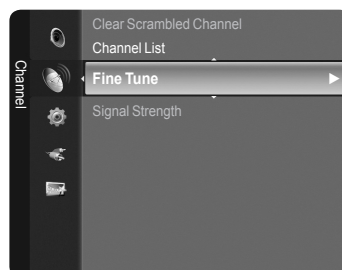 Channel
Clear Scrambled Channel
Channel List
Fine Tune
Signal Strength